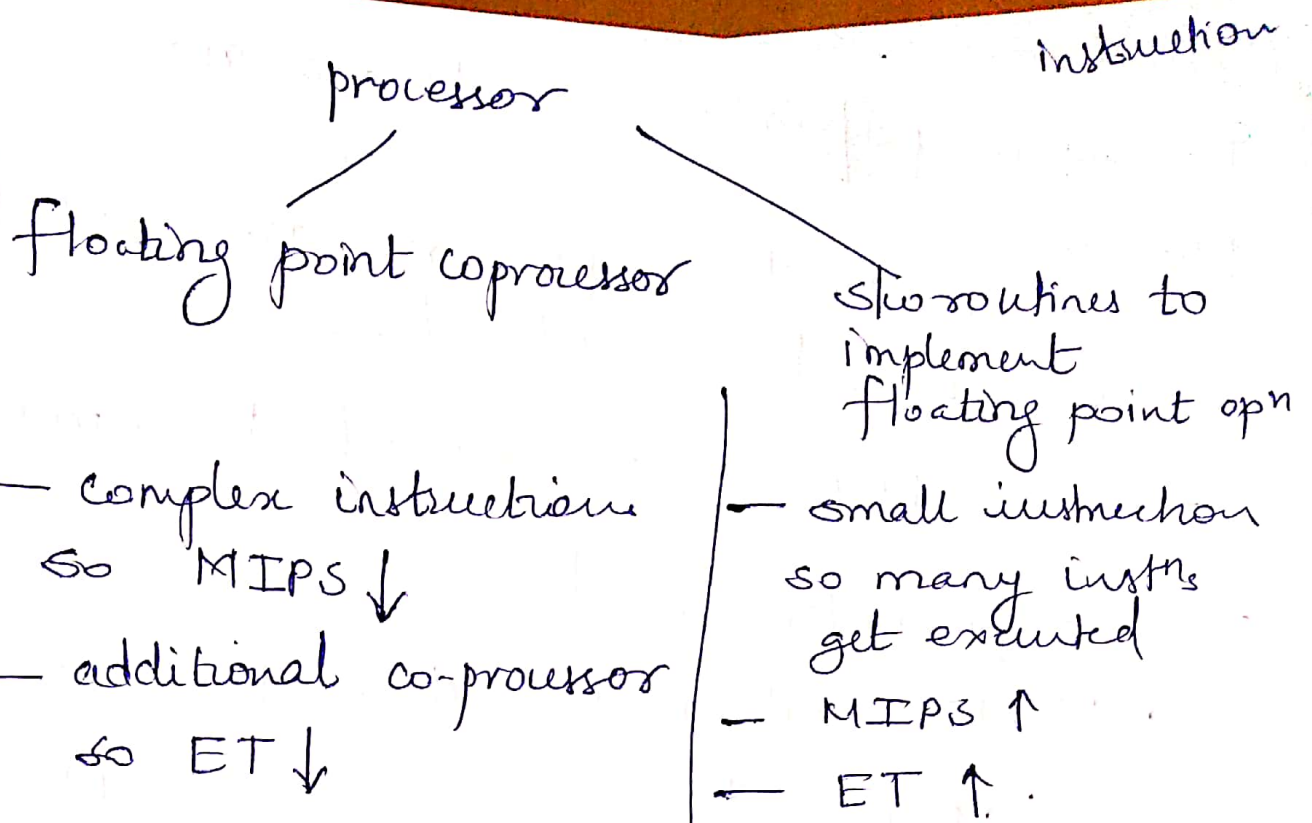 instruction
processor
floating point coprocessor
s/w routines to
implement
floating point opn
- complex instructions
so MIPS ↓
- additional co-processor
so ET ↓
- small instruction
so many instns
get executed
- MIPS ↑
- ET ↑.